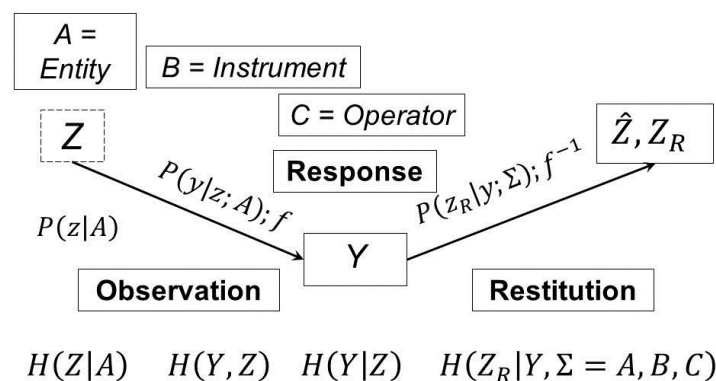 A =
Entity
B = Instrument
C = Operator
Z
Ẑ, Z_R
Response
P(y|z; A); f
P(z_R|y; Σ); f⁻¹
P(z|A)
Y
Observation
Restitution
H(Z|A) H(Y, Z) H(Y|Z) H(Z_R|Y, Σ = A, B, C)